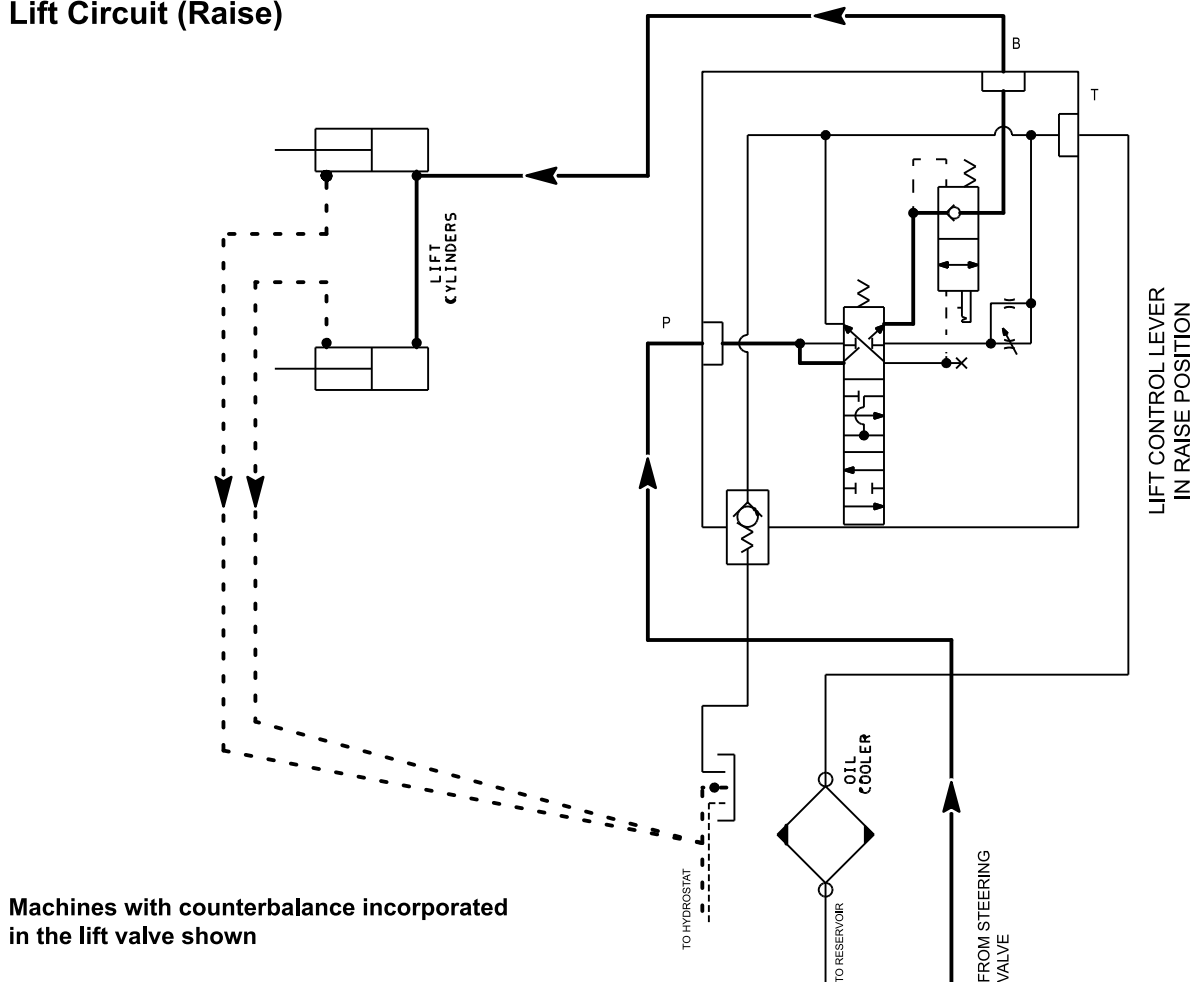 Lift Circuit (Raise)
B
T
LIFT
CYLINDERS
P
LIFT CONTROL LEVER
IN RAISE POSITION
OIL
COOLER
TO HYDROSTAT
TO RESERVOIR
FROM STEERING
VALVE
Machines with counterbalance incorporated
in the lift valve shown